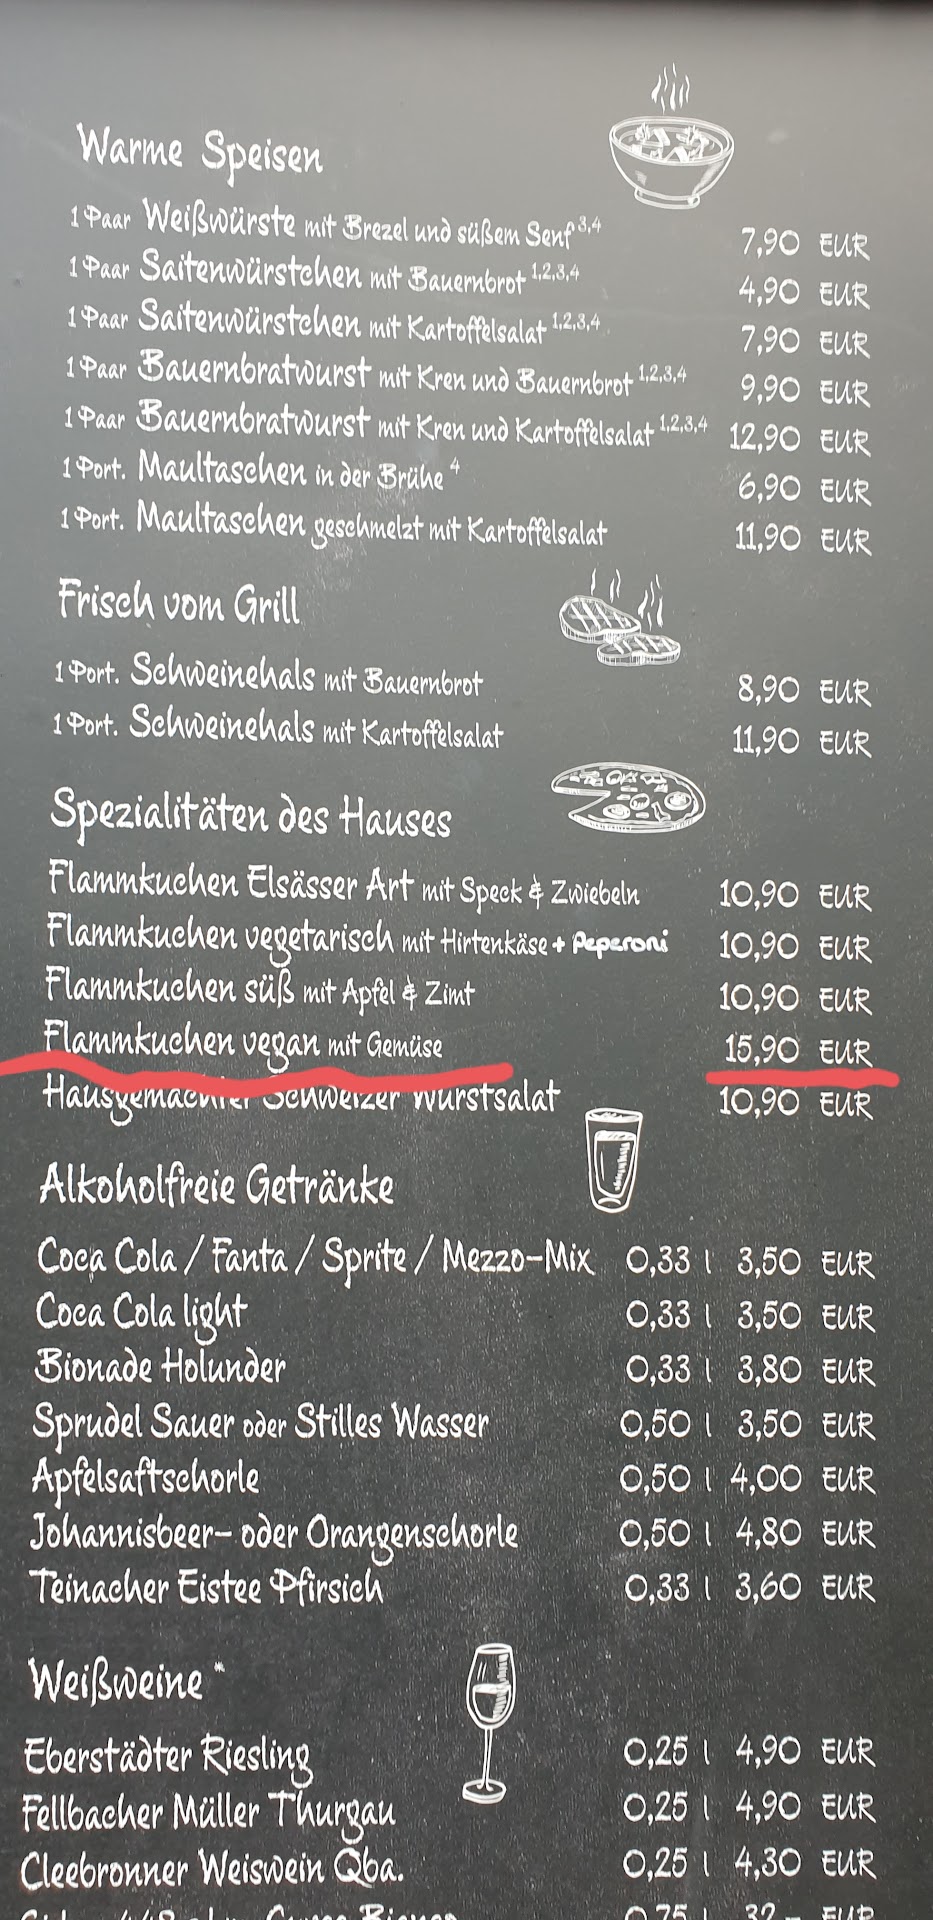 Warme Speisen
1 Paar Weißwürste mit Brezel und süßem Senf 3,4 7,90 EUR
1 Paar Saitenwürstchen mit Bauernbrot 1,2,3,4 4,90 EUR
1 Paar Saitenwürstchen mit Kartoffelsalat 1,2,3,4 7,90 EUR
1 Paar Bauernbratwurst mit Kren und Bauernbrot 1,2,3,4 9,90 EUR
1 Paar Bauernbratwurst mit Kren und Kartoffelsalat 1,2,3,4 12,90 EUR
1 Port. Maultaschen in der Brühe 4 6,90 EUR
1 Port. Maultaschen geschmelzt mit Kartoffelsalat 11,90 EUR
Frisch vom Grill
1 Port. Schweinehals mit Bauernbrot 8,90 EUR
1 Port. Schweinehals mit Kartoffelsalat 11,90 EUR
Spezialitäten des Hauses
Flammkuchen Elsässer Art mit Speck & Zwiebeln 10,90 EUR
Flammkuchen vegetarisch mit Hirtenkäse + Peperoni 10,90 EUR
Flammkuchen süß mit Apfel & Zimt 10,90 EUR
Flammkuchen vegan mit Gemüse 15,90 EUR
Hausgemachter Schweizer Wurstsalat 10,90 EUR
Alkoholfreie Getränke
Coca Cola / Fanta / Sprite / Mezzo-Mix 0,33 l 3,50 EUR
Coca Cola light 0,33 l 3,50 EUR
Bionade Holunder 0,33 l 3,80 EUR
Sprudel Sauer oder Stilles Wasser 0,50 l 3,50 EUR
Apfelsaftschorle 0,50 l 4,00 EUR
Johannisbeer- oder Orangenschorle 0,50 l 4,80 EUR
Teinacher Eistee Pfirsich 0,33 l 3,60 EUR
Weißweine *
Eberstädter Riesling 0,25 l 4,90 EUR
Fellbacher Müller Thurgau 0,25 l 4,90 EUR
Cleebronner Weiswein Qba. 0,25 l 4,30 EUR
0,75 l 32,- EUR